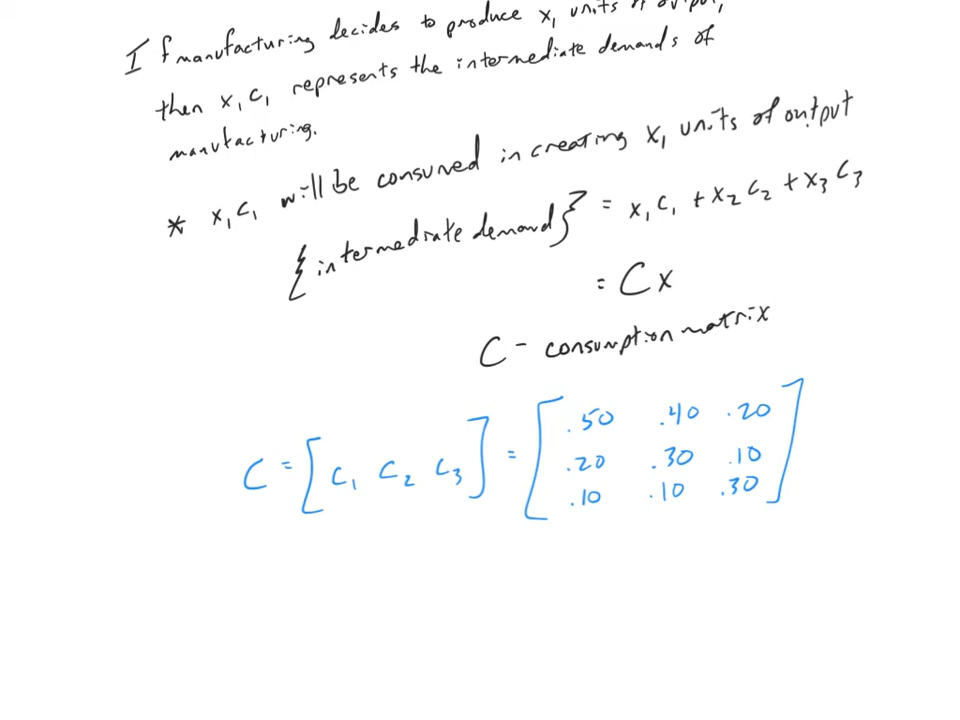 If manufacturing decides to produce x₁ units of output,
then x₁c₁ represents the intermediate demands of
manufacturing.
* x₁c₁ will be consumed in creating x₁ units of output
{intermediate demand} = x₁c₁ + x₂c₂ + x₃c₃
= Cx
C - consumption matrix
C = [c₁ c₂ c₃] = [.50 .40 .20
.20 .30 .10
.10 .10 .30]